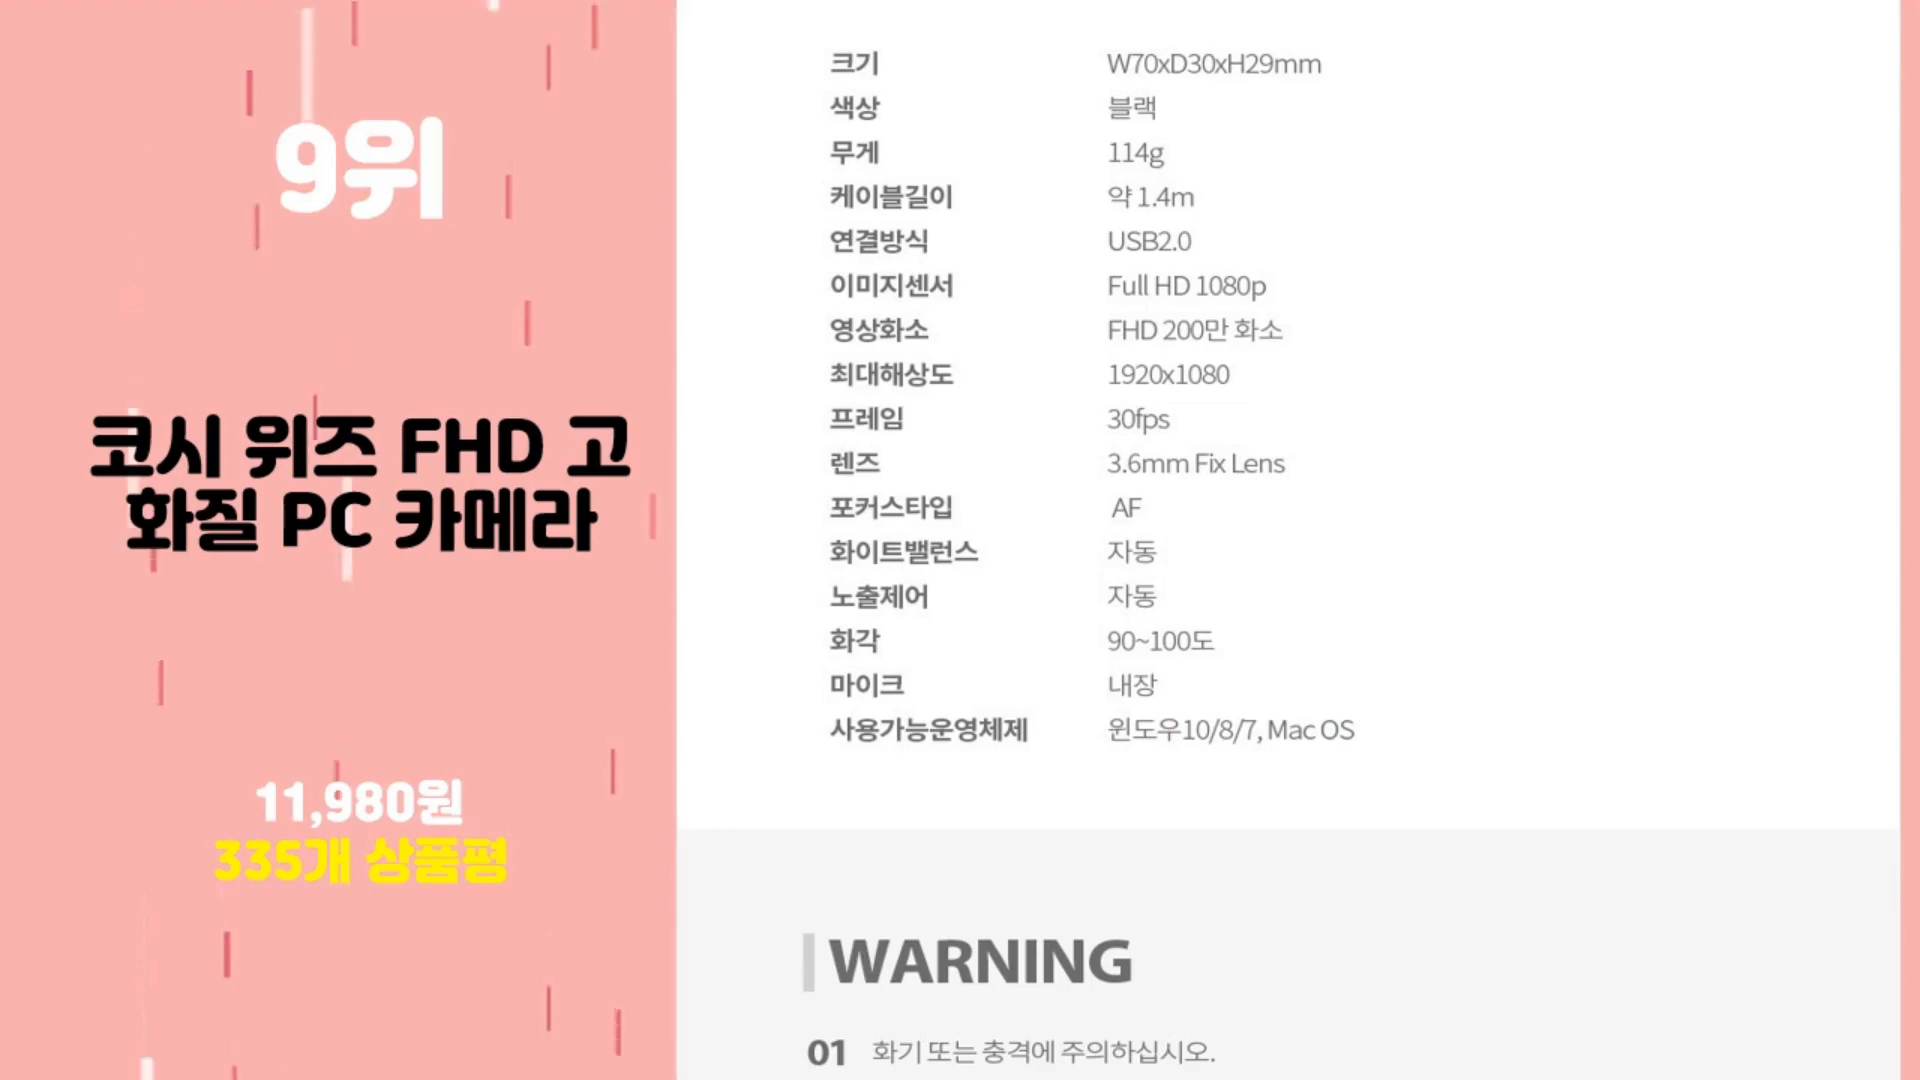 9위
코시 위즈 FHD 고
화질 PC 카메라
11,980원
335개 상품평
크기 W70xD30xH29mm
색상 블랙
무게 114g
케이블길이 약 1.4m
연결방식 USB2.0
이미지센서 Full HD 1080p
영상화소 FHD 200만 화소
최대해상도 1920x1080
프레임 30fps
렌즈 3.6mm Fix Lens
포커스타입 AF
화이트밸런스 자동
노출제어 자동
화각 90~100도
마이크 내장
사용가능운영체제 윈도우10/8/7, Mac OS
WARNING
01 화기 또는 충격에 주의하십시오.